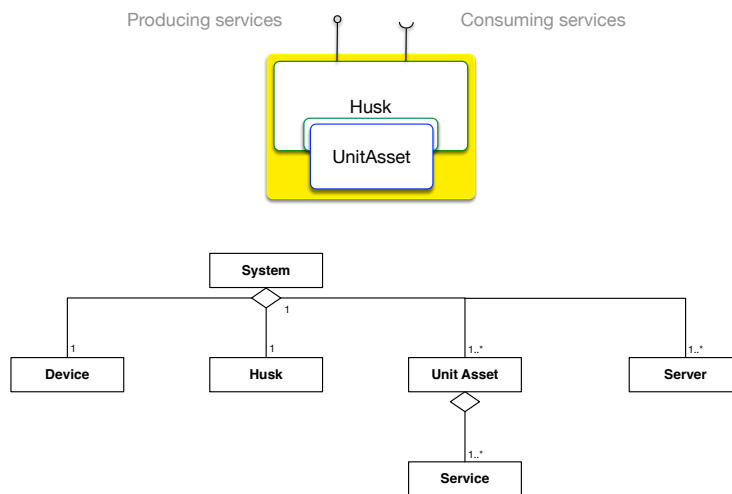 Producing services
Consuming services
Husk
UnitAsset
System
1
1
1
1..*
1..*
Device
Husk
Unit Asset
Server
1..*
Service